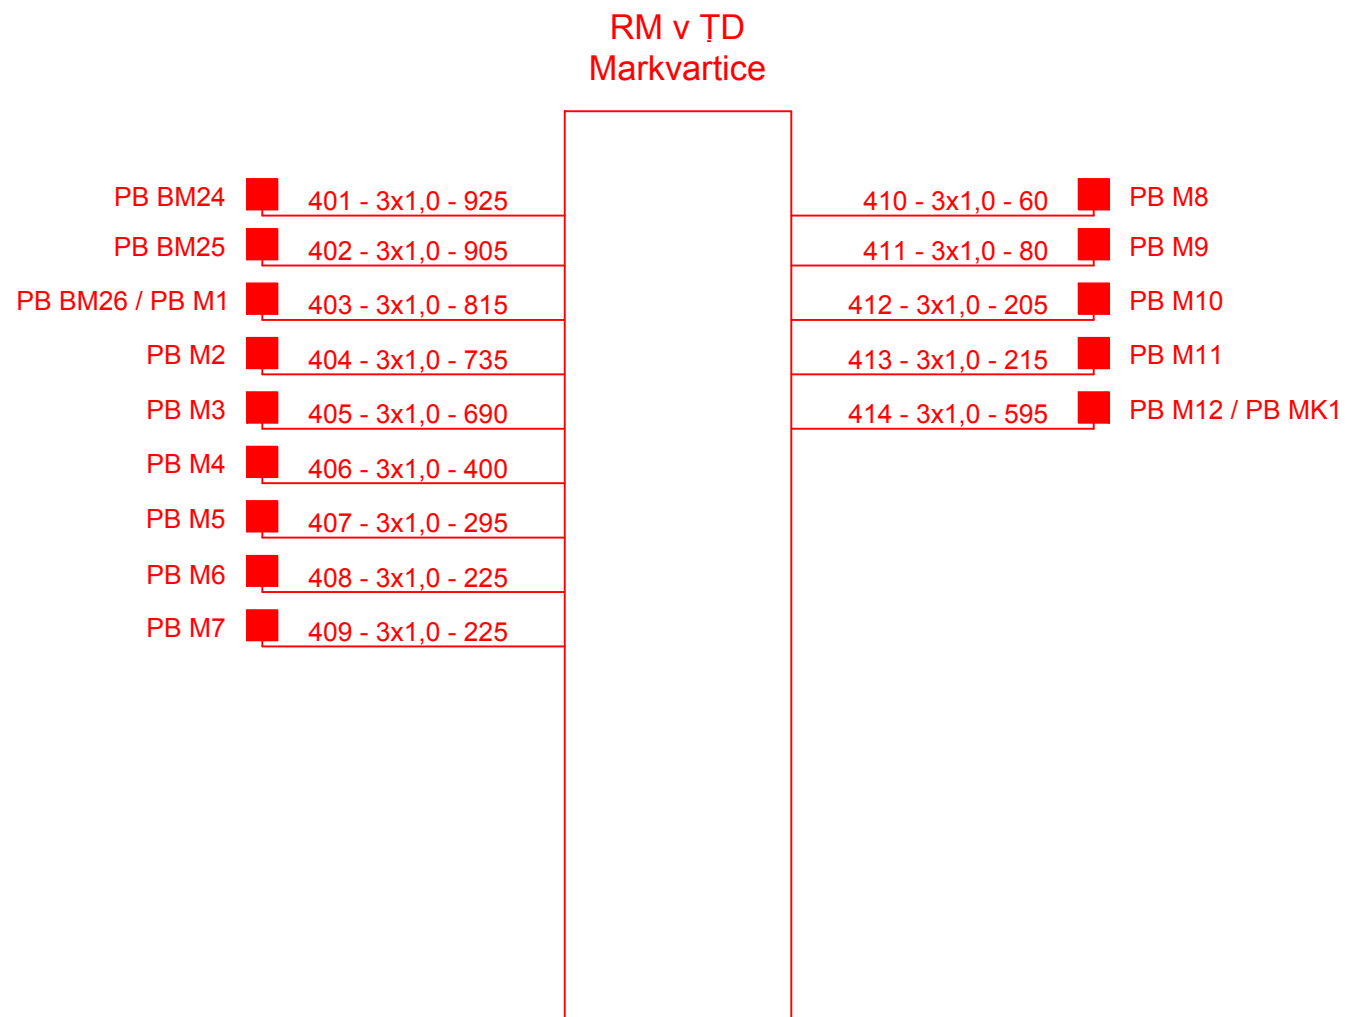 RM v ŢD
Markvartice
PB BM24 401 - 3x1,0 - 925
PB BM25 402 - 3x1,0 - 905
PB BM26 / PB M1 403 - 3x1,0 - 815
PB M2 404 - 3x1,0 - 735
PB M3 405 - 3x1,0 - 690
PB M4 406 - 3x1,0 - 400
PB M5 407 - 3x1,0 - 295
PB M6 408 - 3x1,0 - 225
PB M7 409 - 3x1,0 - 225
410 - 3x1,0 - 60 PB M8
411 - 3x1,0 - 80 PB M9
412 - 3x1,0 - 205 PB M10
413 - 3x1,0 - 215 PB M11
414 - 3x1,0 - 595 PB M12 / PB MK1